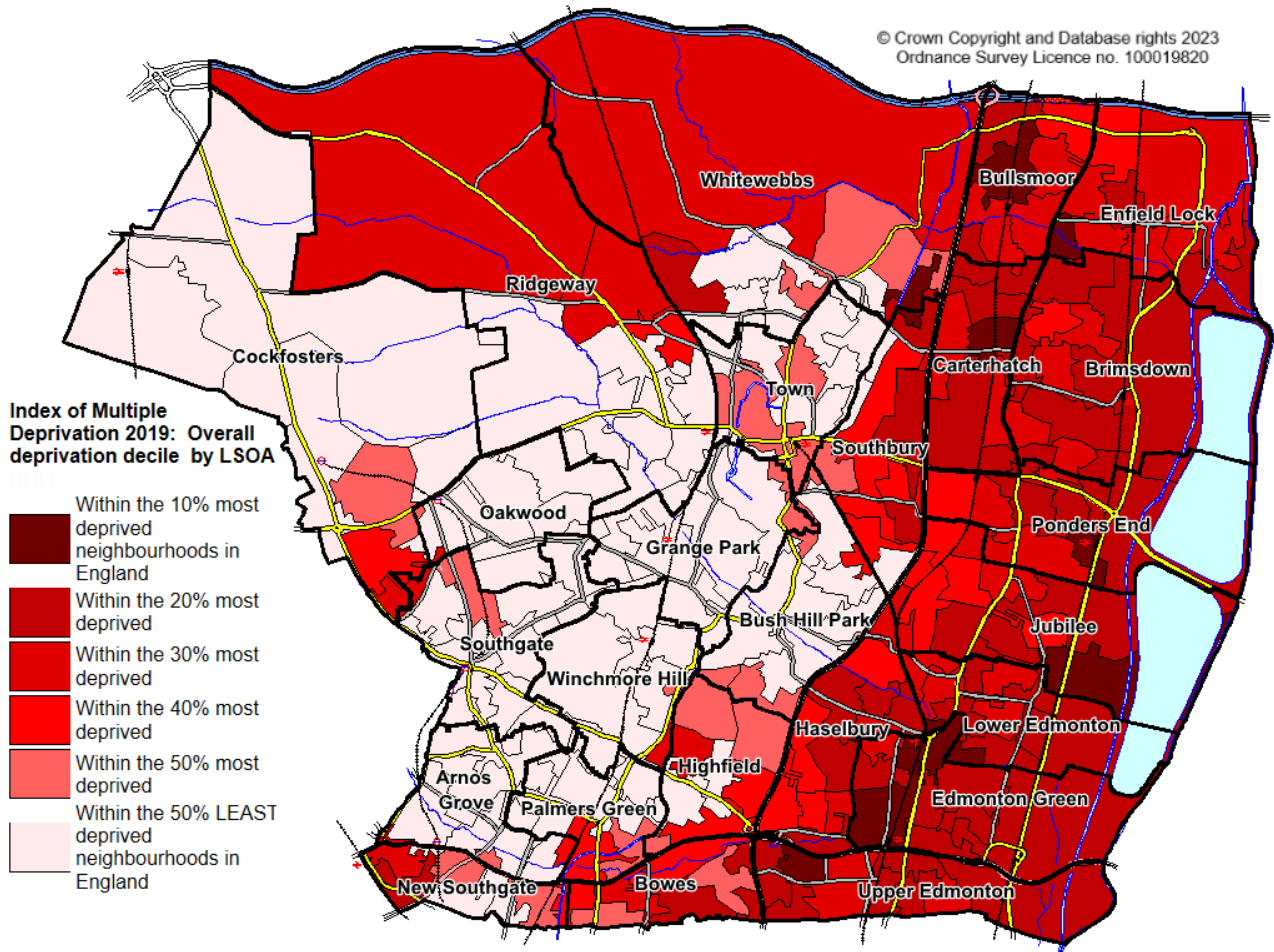 © Crown Copyright and Database rights 2023
Ordnance Survey Licence no. 100019820
Whitewebbs
Bullsmoor
Enfield Lock
Ridgeway
Cockfosters
Carterhatch
Brimsdown
Town
Southbury
Oakwood
Ponders End
Grange Park
Bush Hill Park
Jubilee
Southgate
Winchmore Hill
Haselbury
Lower Edmonton
Highfield
Arnos
Grove
Palmers Green
Edmonton Green
New Southgate
Bowes
Upper Edmonton
Index of Multiple
Deprivation 2019: Overall
deprivation decile by LSOA
Within the 10% most
deprived
neighbourhoods in
England
Within the 20% most
deprived
Within the 30% most
deprived
Within the 40% most
deprived
Within the 50% most
deprived
Within the 50% LEAST
deprived
neighbourhoods in
England